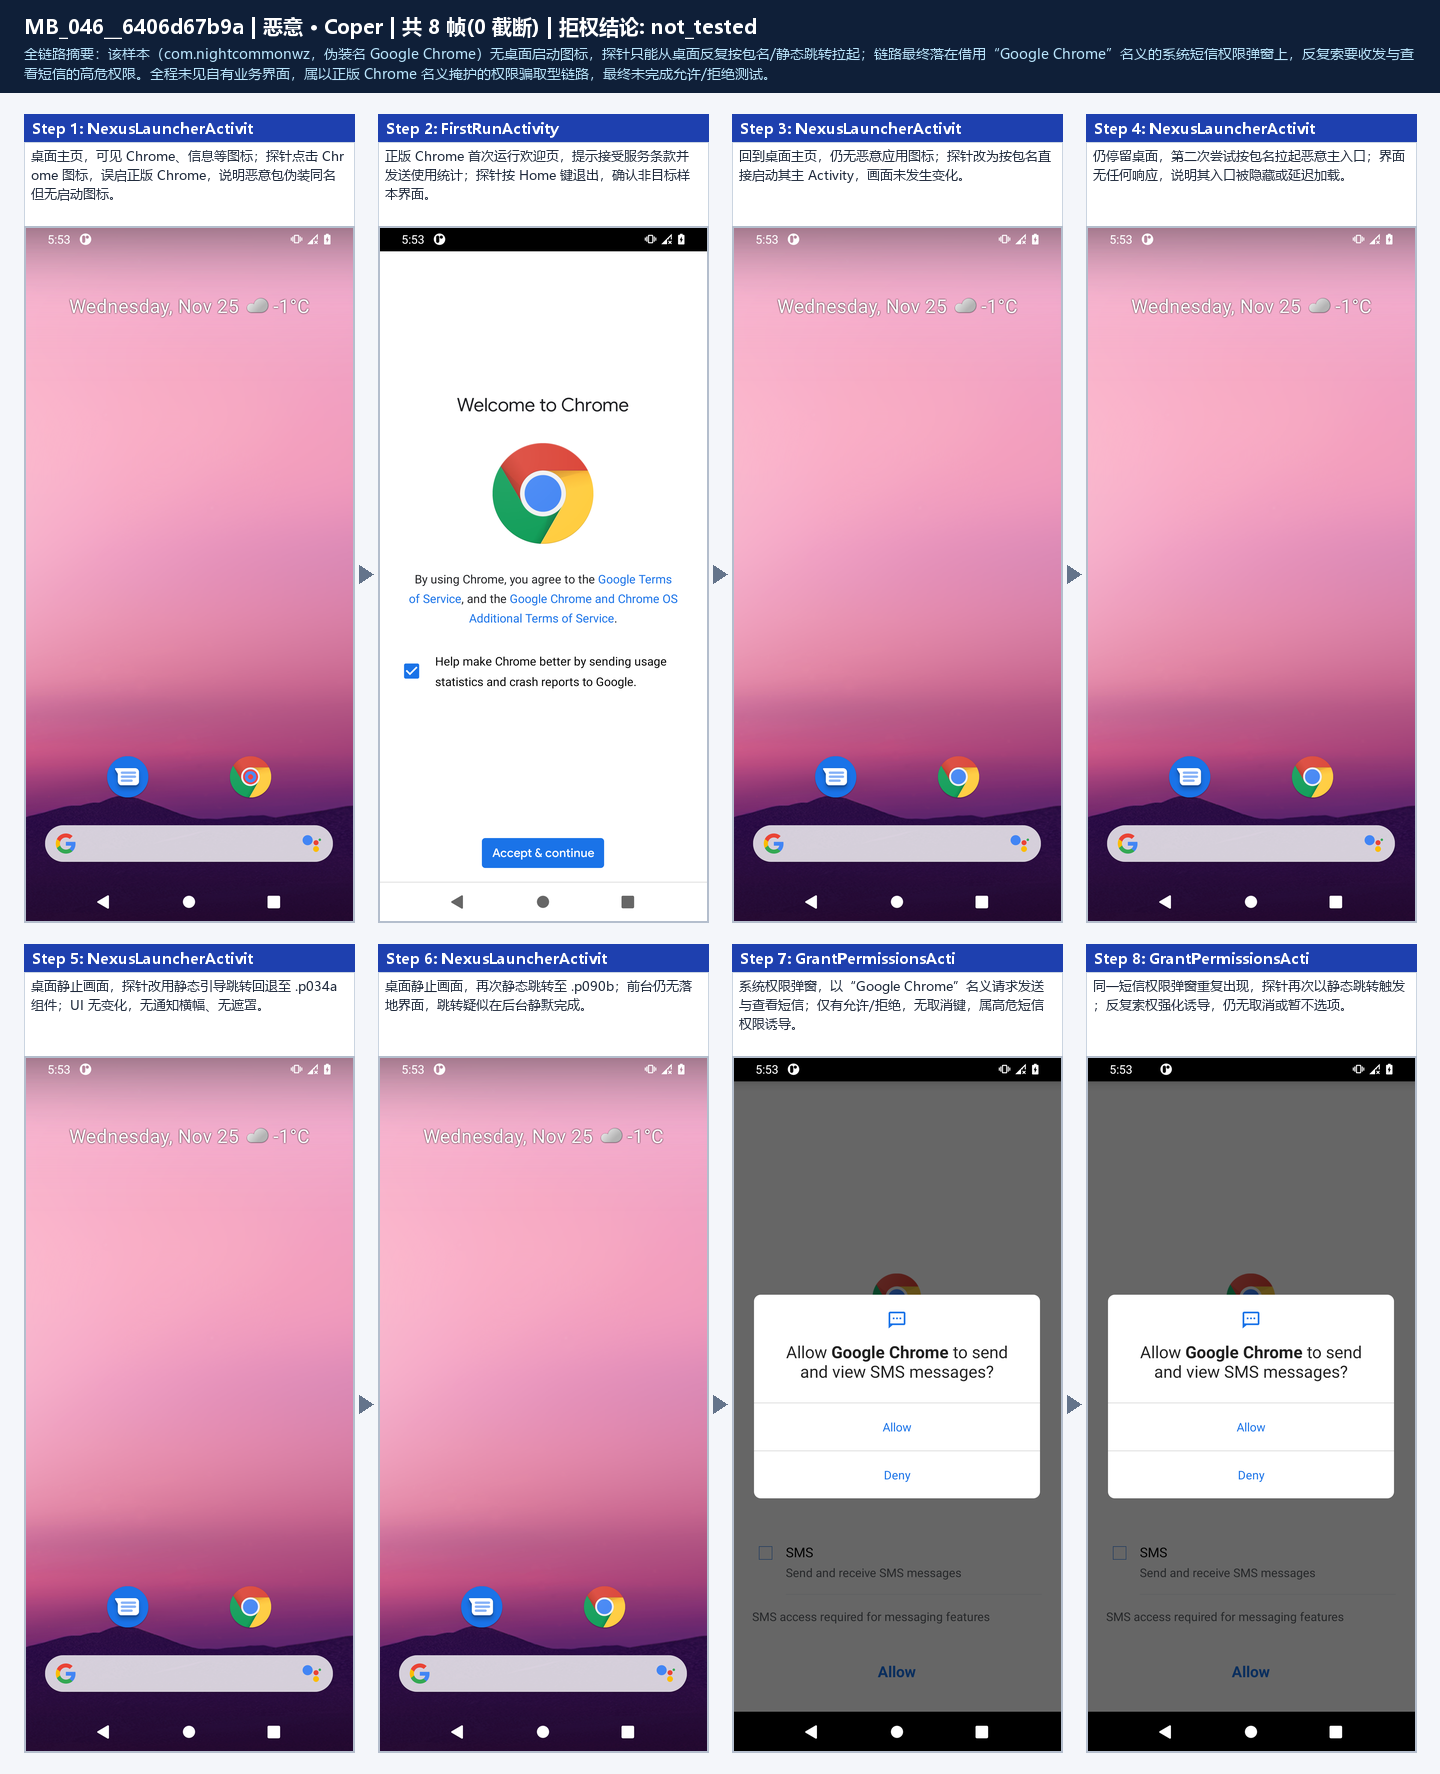 MB_046__6406d67b9a | 恶意 • Coper | 共 8 帧(0 截断) | 拒权结论: not_tested
全链路摘要：该样本（com.nightcommonwz，伪装名 Google Chrome）无桌面启动图标，探针只能从桌面反复按包名/静态跳转拉起；链路最终落在借用“Google Chrome”名义的系统短信权限弹窗上，反复索要收发与查
看短信的高危权限。全程未见自有业务界面，属以正版 Chrome 名义掩护的权限骗取型链路，最终未完成允许/拒绝测试。
Step 1: NexusLauncherActivit
桌面主页，可见 Chrome、信息等图标；探针点击 Chr
ome 图标，误启正版 Chrome，说明恶意包伪装同名
但无启动图标。
5:53
Wednesday, Nov 25 -1°C
Step 2: FirstRunActivity
正版 Chrome 首次运行欢迎页，提示接受服务条款并
发送使用统计；探针按 Home 键退出，确认非目标样
本界面。
5:53
Welcome to Chrome
By using Chrome, you agree to the Google Terms
of Service, and the Google Chrome and Chrome OS
Additional Terms of Service.
Help make Chrome better by sending usage
statistics and crash reports to Google.
Accept & continue
Step 3: NexusLauncherActivit
回到桌面主页，仍无恶意应用图标；探针改为按包名直
接启动其主 Activity，画面未发生变化。
5:53
Wednesday, Nov 25 -1°C
Step 4: NexusLauncherActivit
仍停留桌面，第二次尝试按包名拉起恶意主入口；界面
无任何响应，说明其入口被隐藏或延迟加载。
5:53
Wednesday, Nov 25 -1°C
Step 5: NexusLauncherActivit
桌面静止画面，探针改用静态引导跳转回退至 .p034a
组件；UI 无变化，无通知横幅、无遮罩。
5:53
Wednesday, Nov 25 -1°C
Step 6: NexusLauncherActivit
桌面静止画面，再次静态跳转至 .p090b；前台仍无落
地界面，跳转疑似在后台静默完成。
5:53
Wednesday, Nov 25 -1°C
Step 7: GrantPermissionsActi
系统权限弹窗，以“Google Chrome”名义请求发送
与查看短信；仅有允许/拒绝，无取消键，属高危短信
权限诱导。
5:53
Allow Google Chrome to send
and view SMS messages?
Allow
Deny
SMS
Send and receive SMS messages
SMS access required for messaging features
Allow
Step 8: GrantPermissionsActi
同一短信权限弹窗重复出现，探针再次以静态跳转触发
；反复索权强化诱导，仍无取消或暂不选项。
5:53
Allow Google Chrome to send
and view SMS messages?
Allow
Deny
SMS
Send and receive SMS messages
SMS access required for messaging features
Allow